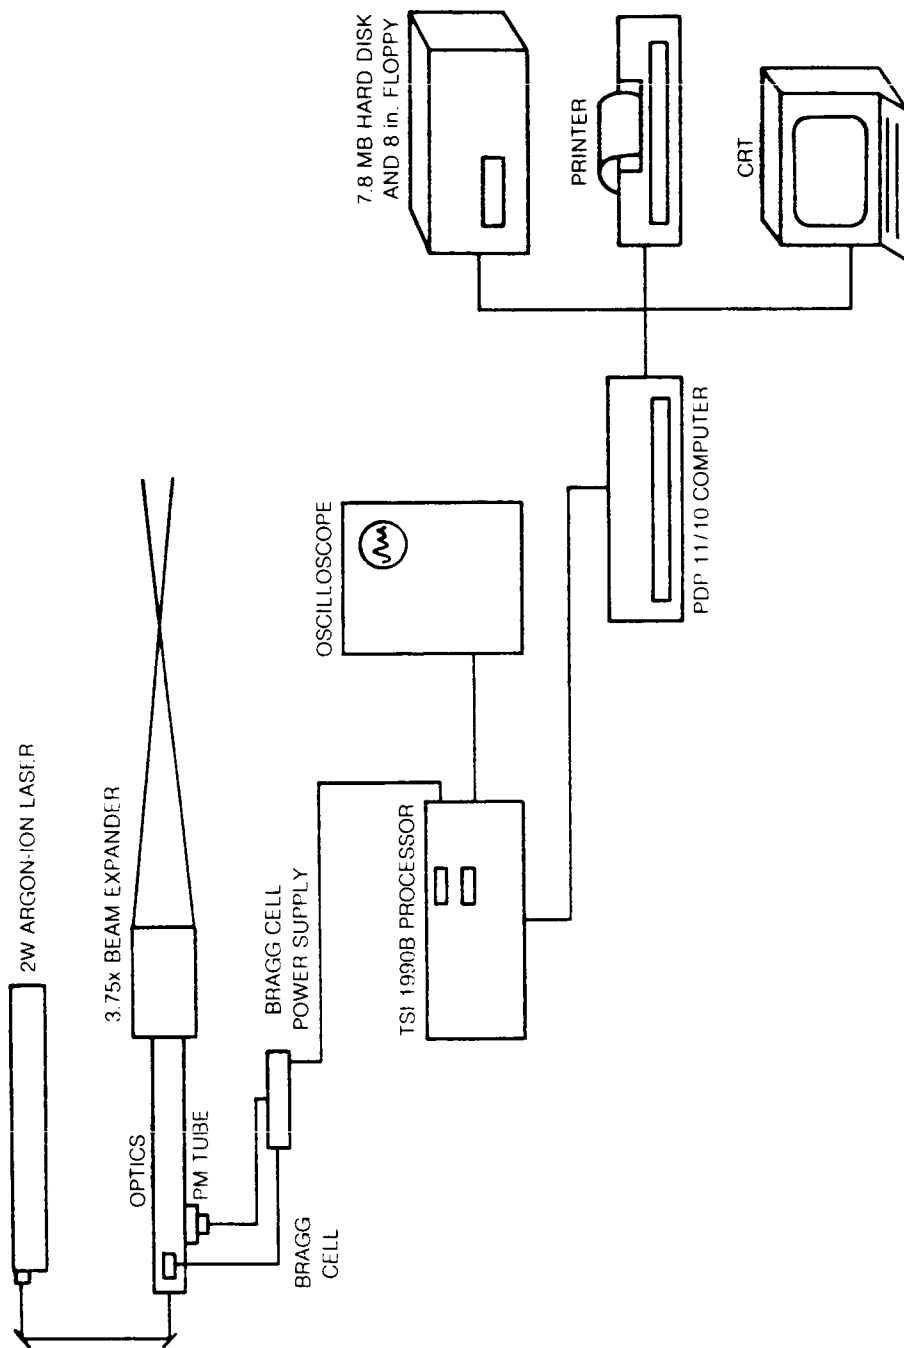 2W ARGON-ION LASER
3.75x BEAM EXPANDER
OPTICS
PM TUBE
BRAGG
CELL
BRAGG CELL
POWER SUPPLY
OSCILLOSCOPE
TSI 1990B PROCESSOR
PDP 11/10 COMPUTER
7.8 MB HARD DISK
AND 8 in. FLOPPY
PRINTER
CRT